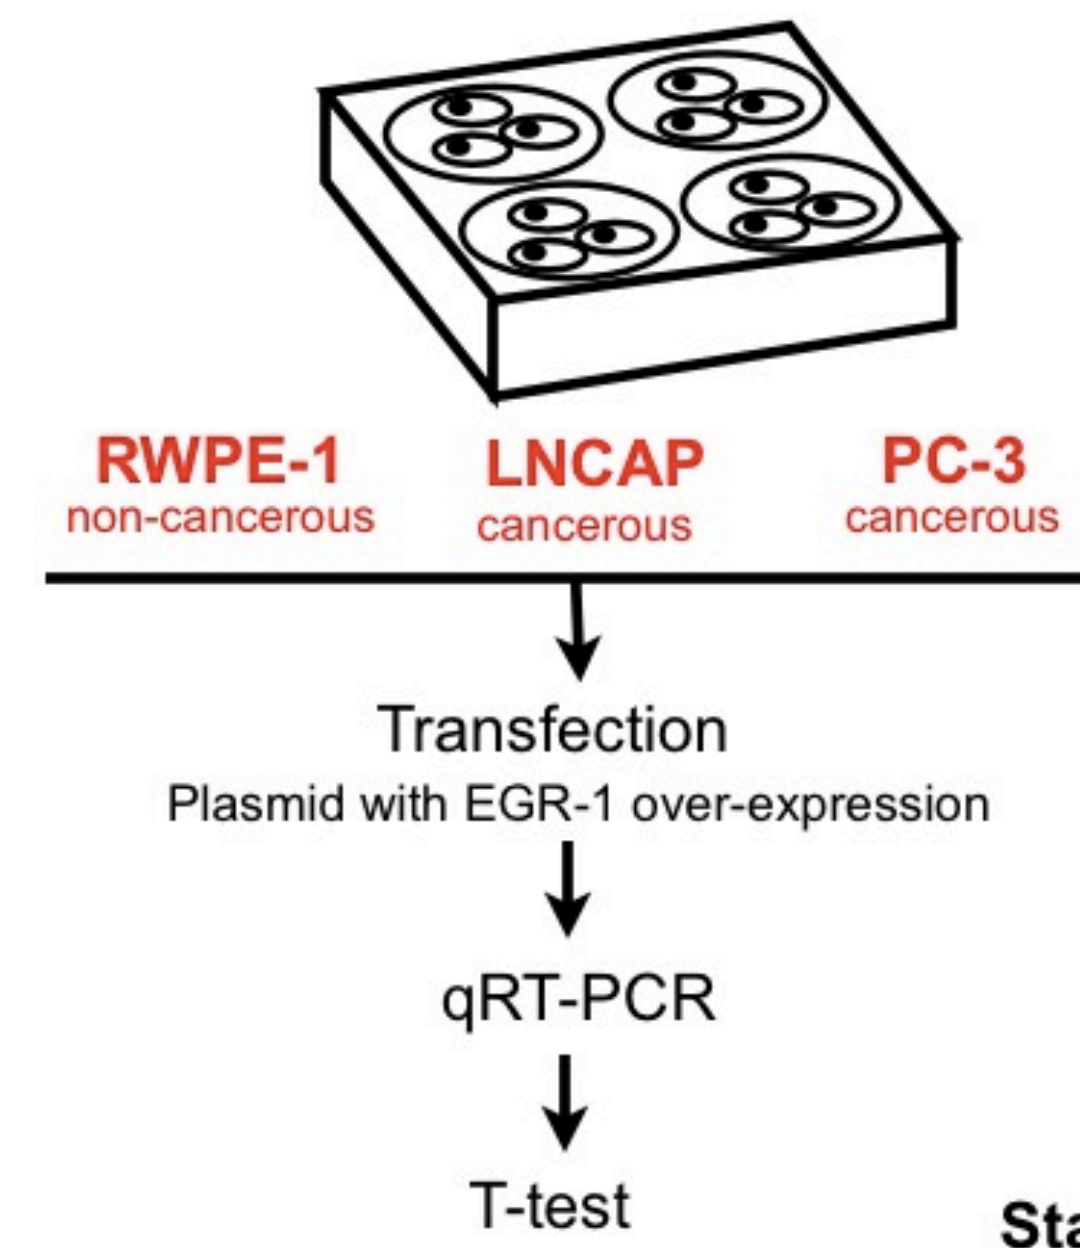 RWPE-1 LNCAP PC-3
non-cancerous cancerous cancerous
Transfection
Plasmid with EGR-1 over-expression
qRT-PCR
T-test